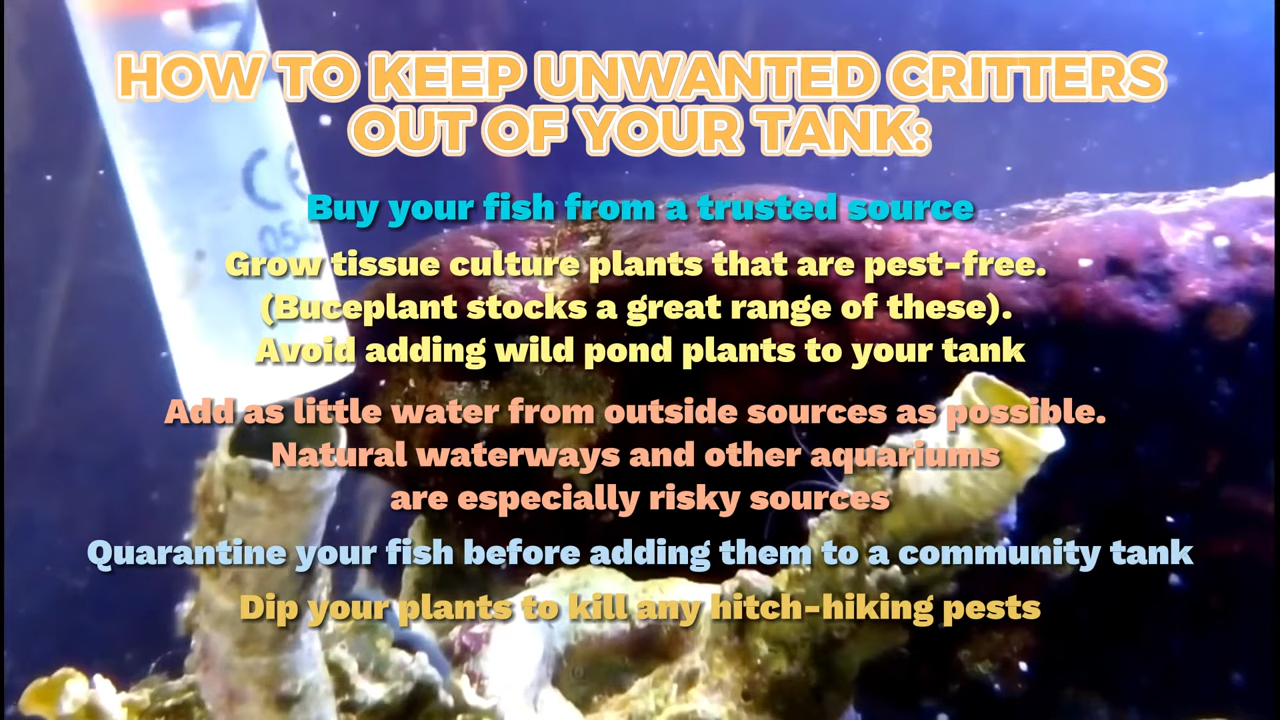 HOW TO KEEP UNWANTED CRITTERS
OUT OF YOUR TANK:
Buy your fish from a trusted source
Grow tissue culture plants that are pest-free.
(Buceplant stocks a great range of these).
Avoid adding wild pond plants to your tank
Add as little water from outside sources as possible.
Natural waterways and other aquariums
are especially risky sources
Quarantine your fish before adding them to a community tank
Dip your plants to kill any hitch-hiking pests